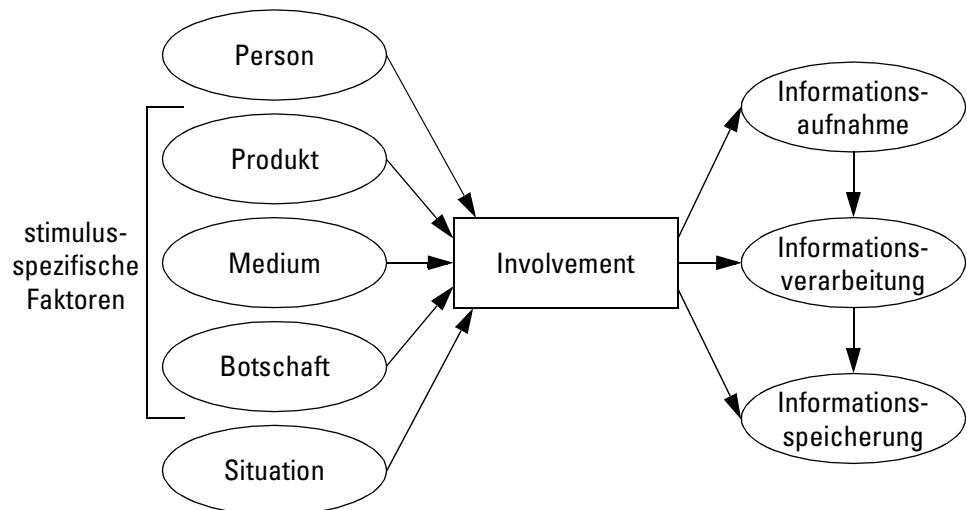 Person
Produkt
Medium
Botschaft
Situation
stimulus-
spezifische
Faktoren
Involvement
Informations-
aufnahme
Informations-
verarbeitung
Informations-
speicherung